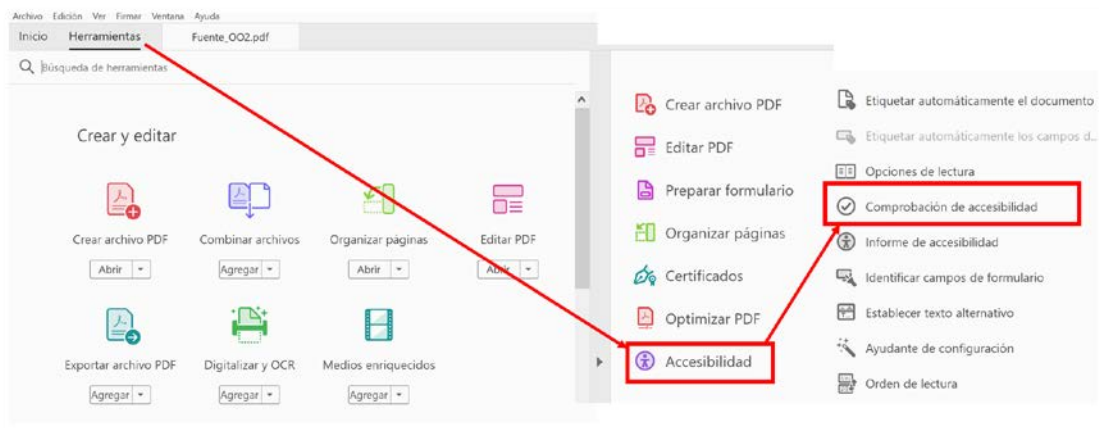 Archivo Edición Ver Firmar Ventana Ayuda
Inicio Herramientas Fuente_OO2.pdf
Búsqueda de herramientas
Crear y editar
Crear archivo PDF Combinar archivos Organizar páginas Editar PDF
Abrir Agregar Abrir Abrir
Exportar archivo PDF Digitalizar y OCR Medios enriquecidos
Agregar Agregar Agregar
Crear archivo PDF
Editar PDF
Preparar formulario
Organizar páginas
Certificados
Optimizar PDF
Accesibilidad
Etiquetar automáticamente el documento
Etiquetar automáticamente los campos d...
Opciones de lectura
Comprobación de accesibilidad
Informe de accesibilidad
Identificar campos de formulario
Establecer texto alternativo
Ayudante de configuración
Orden de lectura